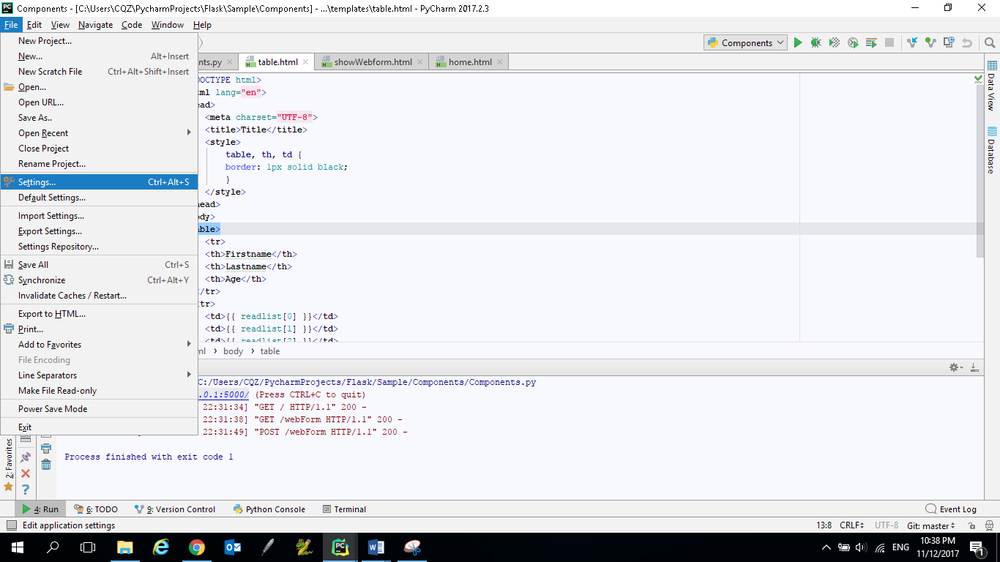 Components - [C:\Users\CQZ\PycharmProjects\Flask\Sample\Components] - ...\templates\table.html - PyCharm 2017.2.3
File Edit View Navigate Code Window Help
New Project...
New... Alt+Insert
New Scratch File Ctrl+Alt+Shift+Insert
Open...
Open URL...
Save As..
Open Recent
Close Project
Rename Project...
Settings... Ctrl+Alt+S
Default Settings...
Import Settings...
Export Settings...
Settings Repository...
Save All Ctrl+S
Synchronize Ctrl+Alt+Y
Invalidate Caches / Restart...
Export to HTML...
Print...
Add to Favorites
File Encoding
Line Separators
Make File Read-only
Power Save Mode
Exit
Components
nts.py table.html showWebform.html home.html
OCTYPE html>
ml lang="en">
ead>
<meta charset="UTF-8">
<title>Title</title>
<style>
table, th, td {
border: 1px solid black;
}
</style>
head>
ody>
able>
<tr>
<th>Firstname</th>
<th>Lastname</th>
<th>Age</th>
/tr>
tr>
<td>{{ readlist[0] }}</td>
<td>{{ readlist[1] }}</td>
<td>{{ readlist[2] }}</td>
ml body table
Data View
Database
C:/Users/CQZ/PycharmProjects/Flask/Sample/Components/Components.py
.0.1:5000/ (Press CTRL+C to quit)
22:31:34] "GET / HTTP/1.1" 200 -
22:31:38] "GET /webForm HTTP/1.1" 200 -
22:31:49] "POST /webForm HTTP/1.1" 200 -
Process finished with exit code 1
2: Favorites
4: Run 6: TODO 9: Version Control Python Console Terminal Event Log
Edit application settings 13:8 CRLF UTF-8 Git: master
ENG 10:38 PM
11/12/2017
1